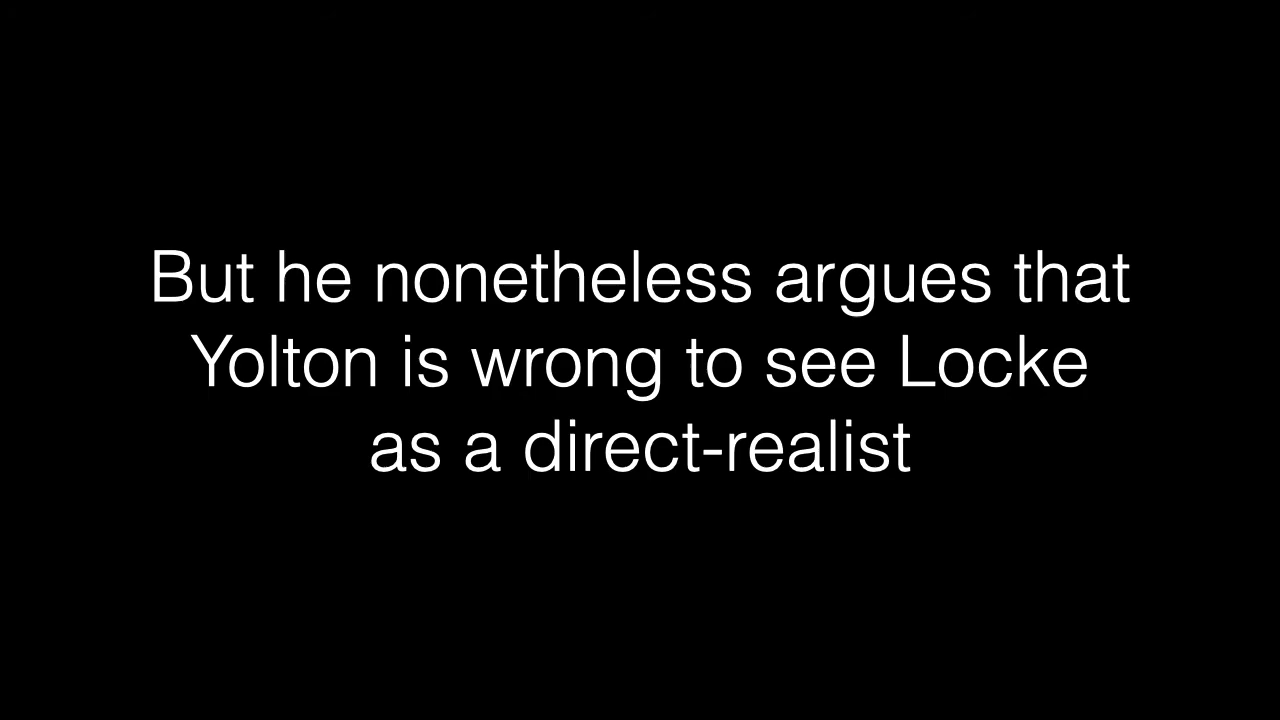 But he nonetheless argues that
Yolton is wrong to see Locke
as a direct-realist